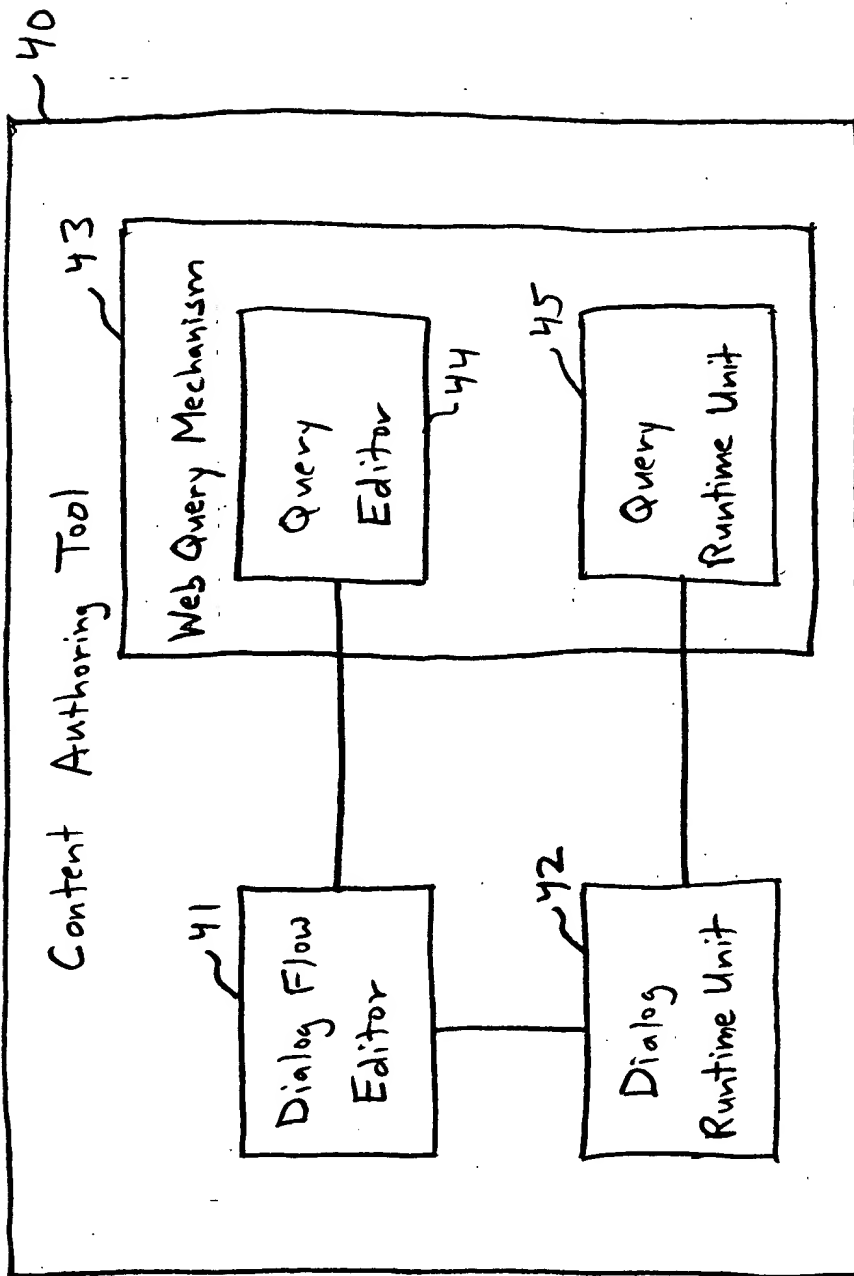 40
Content Authoring Tool
43
Web Query Mechanism
41
Dialog Flow
Editor
Query
Editor
44
42
Dialog
Runtime Unit
45
Query
Runtime Unit